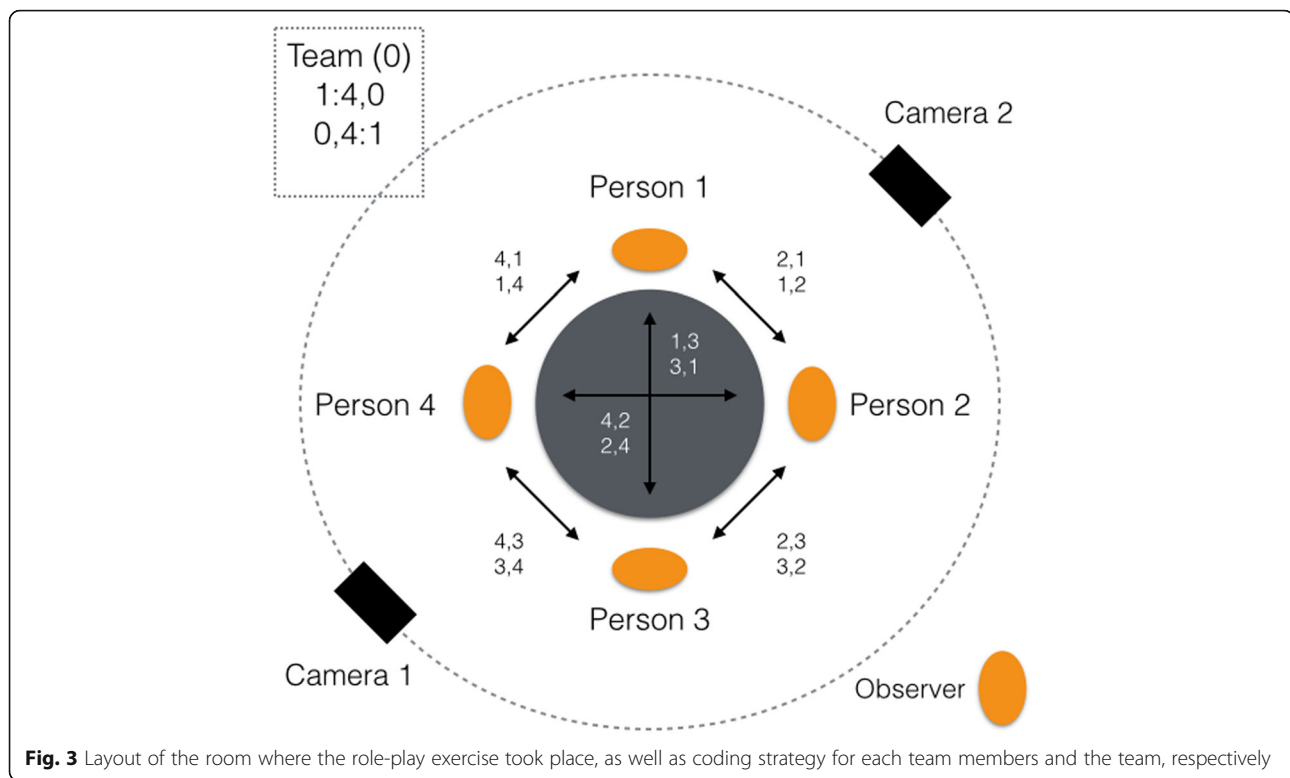 Team (0)
1:4,0
0,4:1
Camera 2
Person 1
4,1
1,4
2,1
1,2
1,3
3,1
Person 4
Person 2
4,2
2,4
4,3
3,4
2,3
3,2
Person 3
Camera 1
Observer
Fig. 3 Layout of the room where the role-play exercise took place, as well as coding strategy for each team members and the team, respectively